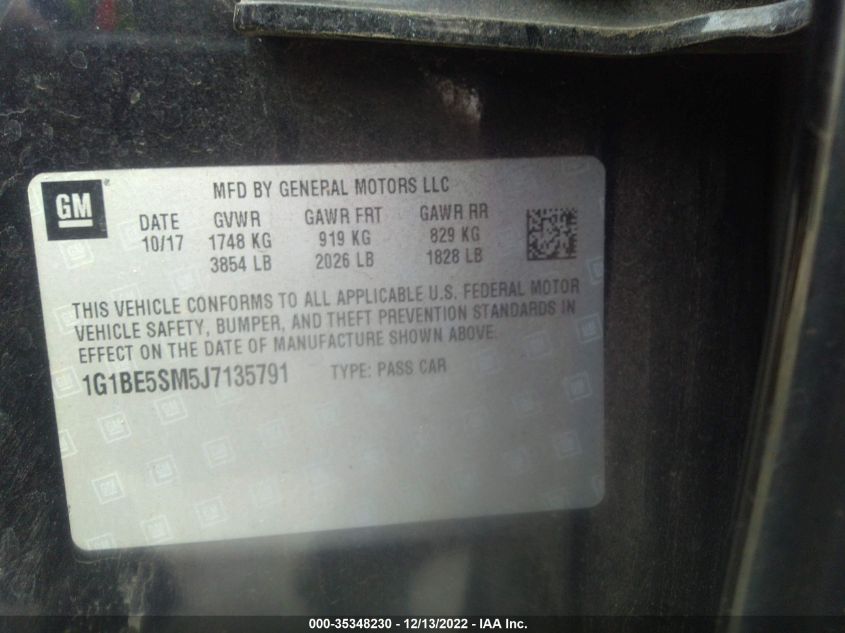 GM
MFD BY GENERAL MOTORS LLC
DATE GVWR GAWR FRT GAWR RR
10/17 1748 KG 919 KG 829 KG
3854 LB 2026 LB 1828 LB
THIS VEHICLE CONFORMS TO ALL APPLICABLE U.S. FEDERAL MOTOR
VEHICLE SAFETY, BUMPER, AND THEFT PREVENTION STANDARDS IN
EFFECT ON THE DATE OF MANUFACTURE SHOWN ABOVE.
1G1BE5SM5J7135791 TYPE: PASS CAR
000-35348230 - 12/13/2022 - IAA Inc.